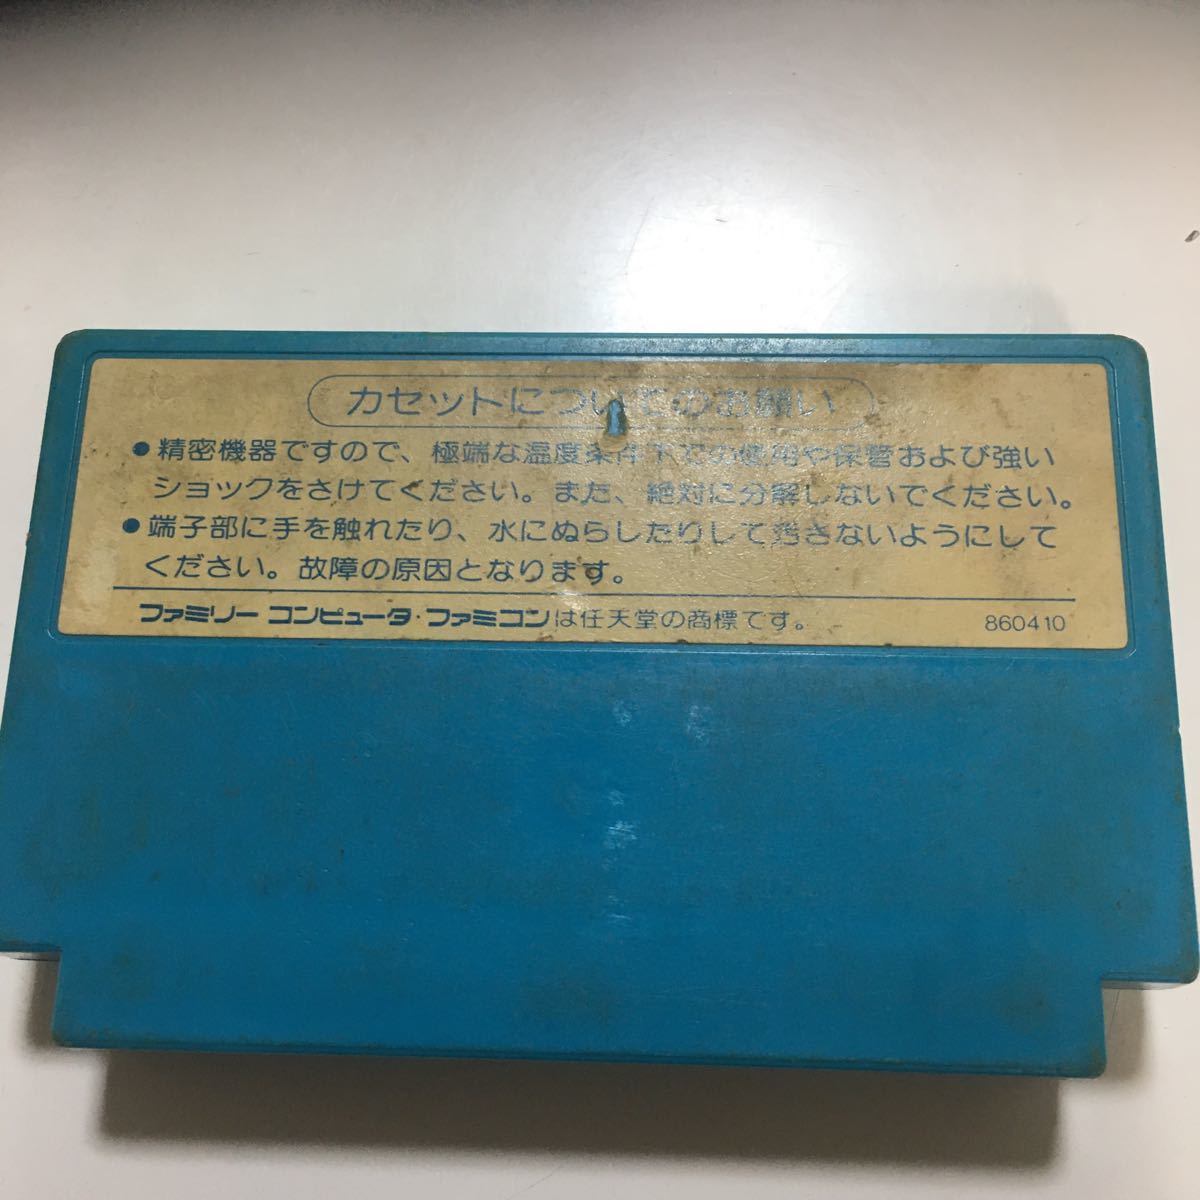 カセットについてのお願い
●精密機器ですので、極端な温度条件下での使用や保管および強い
ショックをさけてください。また、絶対に分解しないでください。
●端子部に手を触れたり、水にぬらしたりして汚さないようにして
ください。故障の原因となります。
ファミリー コンピュータ・ファミコンは任天堂の商標です。
860410